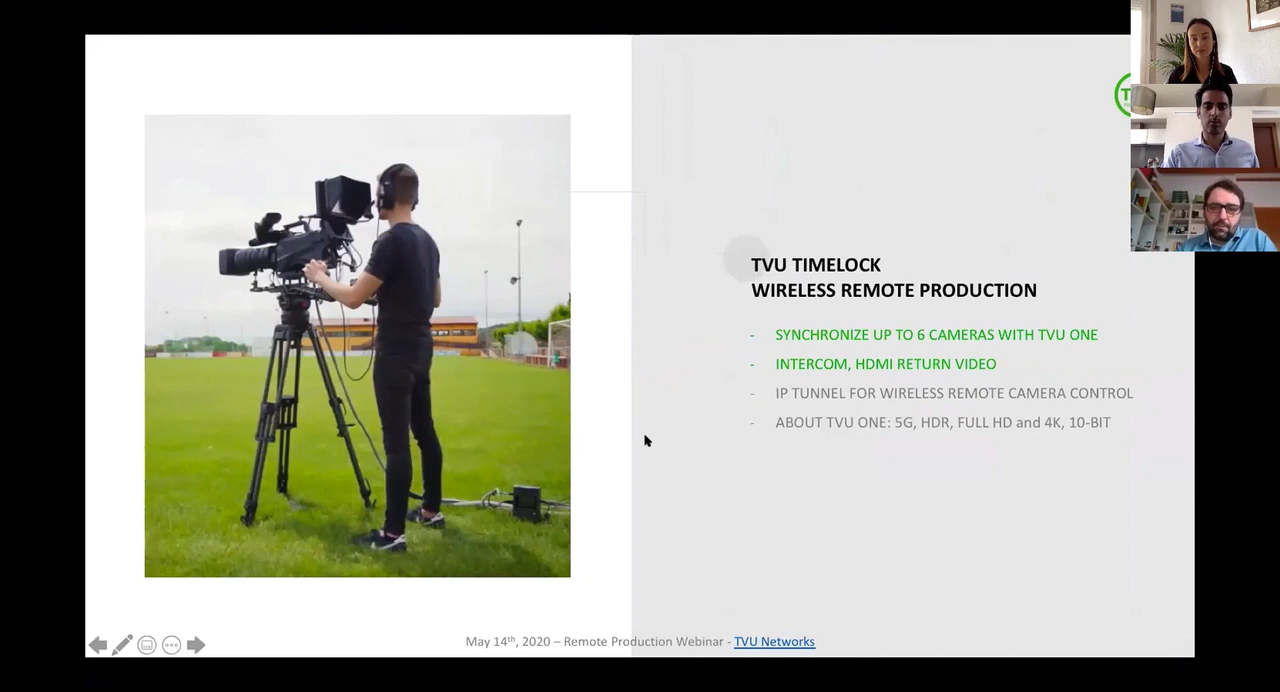 TVU TIMELOCK
WIRELESS REMOTE PRODUCTION
- SYNCHRONIZE UP TO 6 CAMERAS WITH TVU ONE
- INTERCOM, HDMI RETURN VIDEO
- IP TUNNEL FOR WIRELESS REMOTE CAMERA CONTROL
- ABOUT TVU ONE: 5G, HDR, FULL HD and 4K, 10-BIT
May 14th, 2020 – Remote Production Webinar - TVU Networks